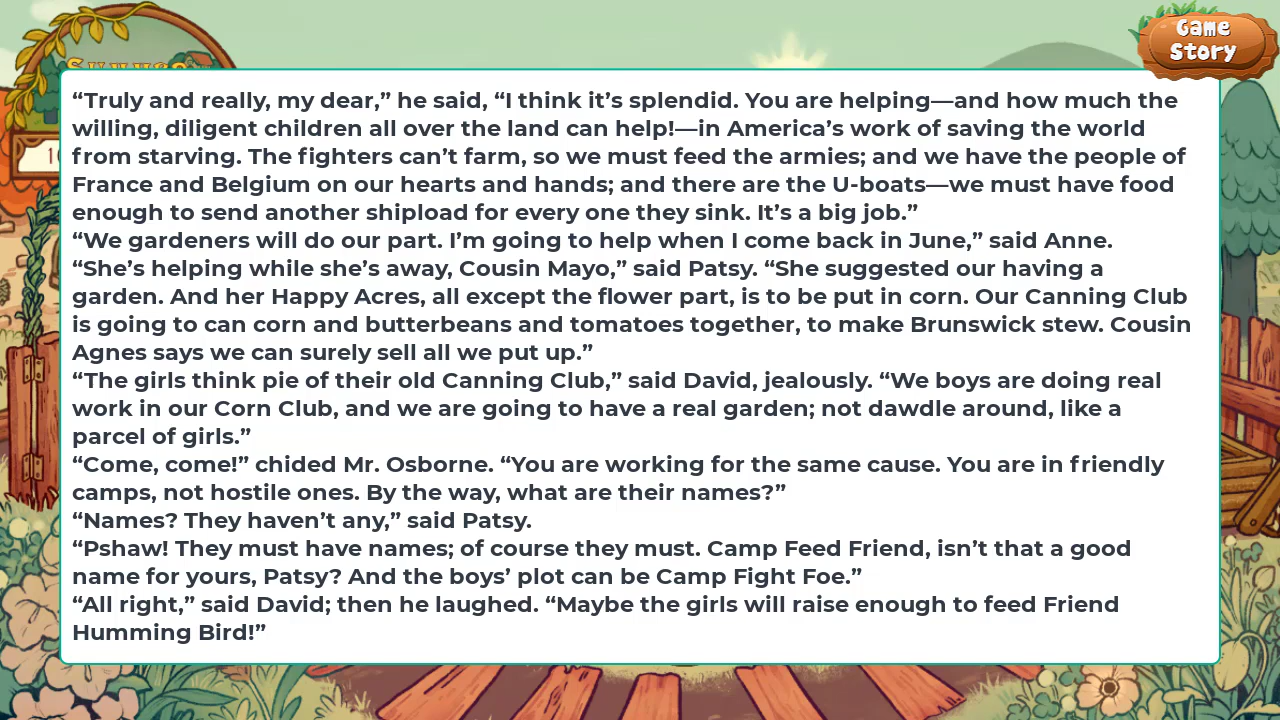 Game
Story
“Truly and really, my dear,” he said, “I think it’s splendid. You are helping—and how much the
willing, diligent children all over the land can help!—in America’s work of saving the world
from starving. The fighters can’t farm, so we must feed the armies; and we have the people of
France and Belgium on our hearts and hands; and there are the U-boats—we must have food
enough to send another shipload for every one they sink. It’s a big job.”
“We gardeners will do our part. I’m going to help when I come back in June,” said Anne.
“She’s helping while she’s away, Cousin Mayo,” said Patsy. “She suggested our having a
garden. And her Happy Acres, all except the flower part, is to be put in corn. Our Canning Club
is going to can corn and butterbeans and tomatoes together, to make Brunswick stew. Cousin
Agnes says we can surely sell all we put up.”
“The girls think pie of their old Canning Club,” said David, jealously. “We boys are doing real
work in our Corn Club, and we are going to have a real garden; not dawdle around, like a
parcel of girls.”
“Come, come!” chided Mr. Osborne. “You are working for the same cause. You are in friendly
camps, not hostile ones. By the way, what are their names?”
“Names? They haven’t any,” said Patsy.
“Pshaw! They must have names; of course they must. Camp Feed Friend, isn’t that a good
name for yours, Patsy? And the boys’ plot can be Camp Fight Foe.”
“All right,” said David; then he laughed. “Maybe the girls will raise enough to feed Friend
Humming Bird!”